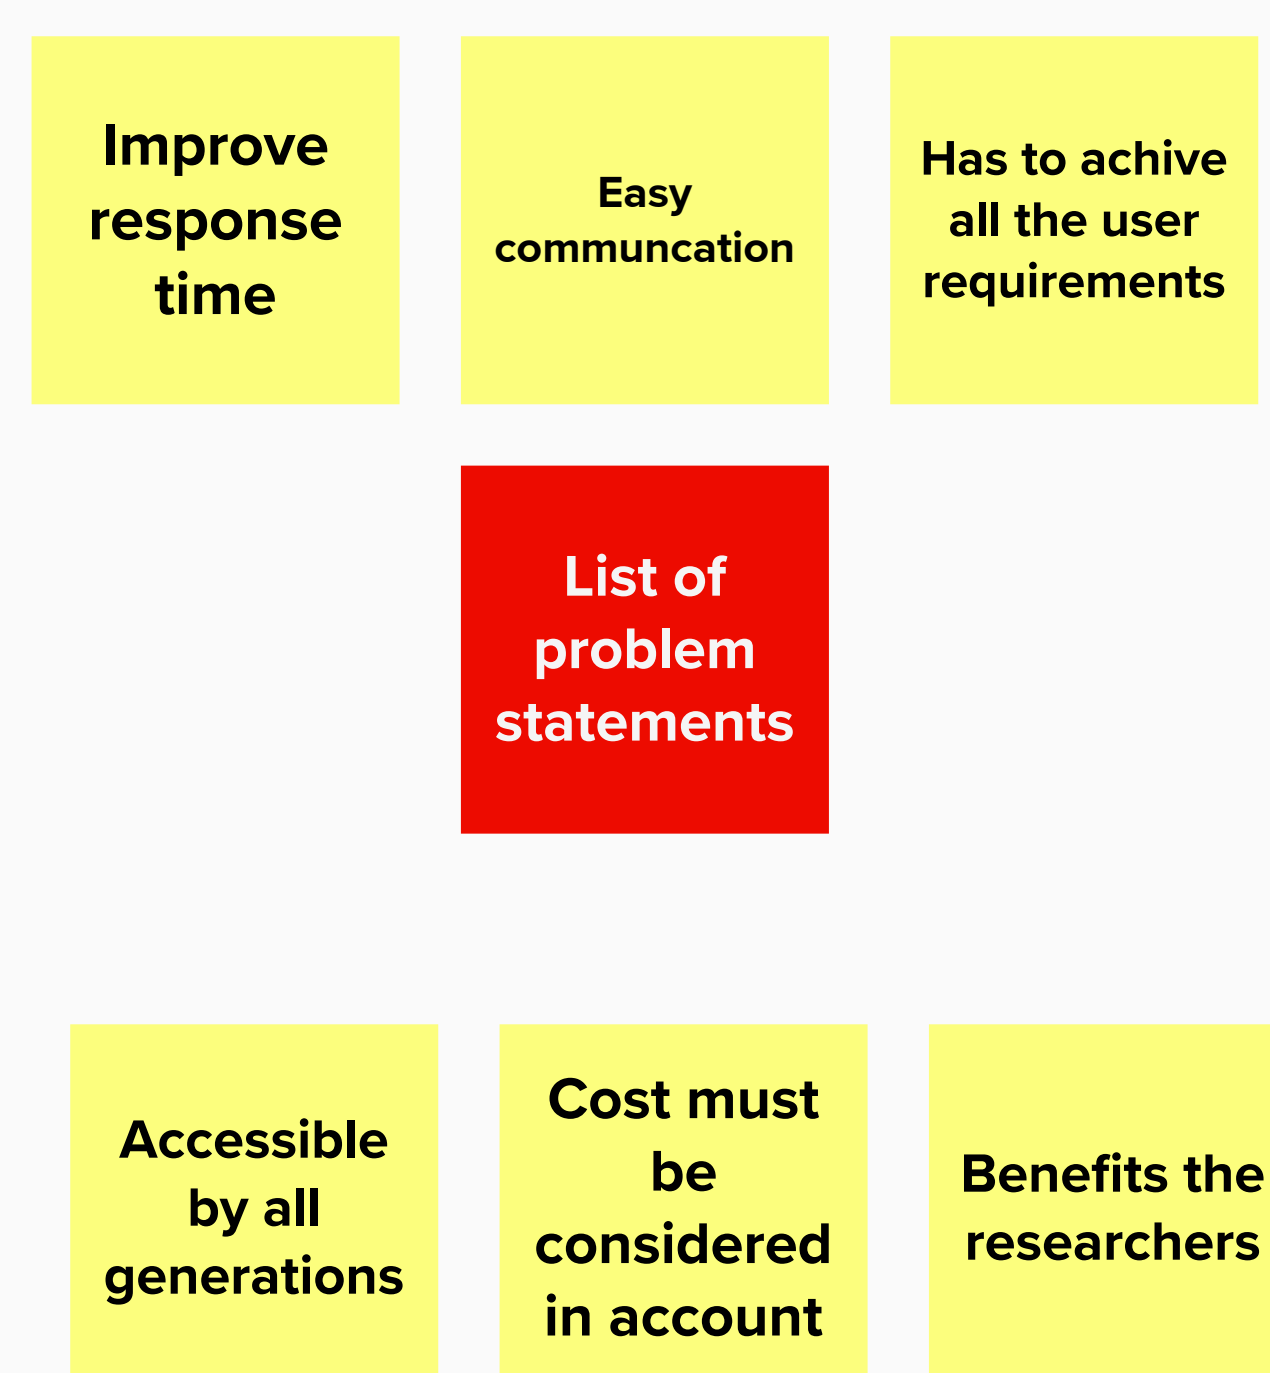 Improve
response
time
Easy
communcation
Has to achive
all the user
requirements
List of
problem
statements
Accessible
by all
generations
Cost must
be
considered
in account
Benefits the
researchers